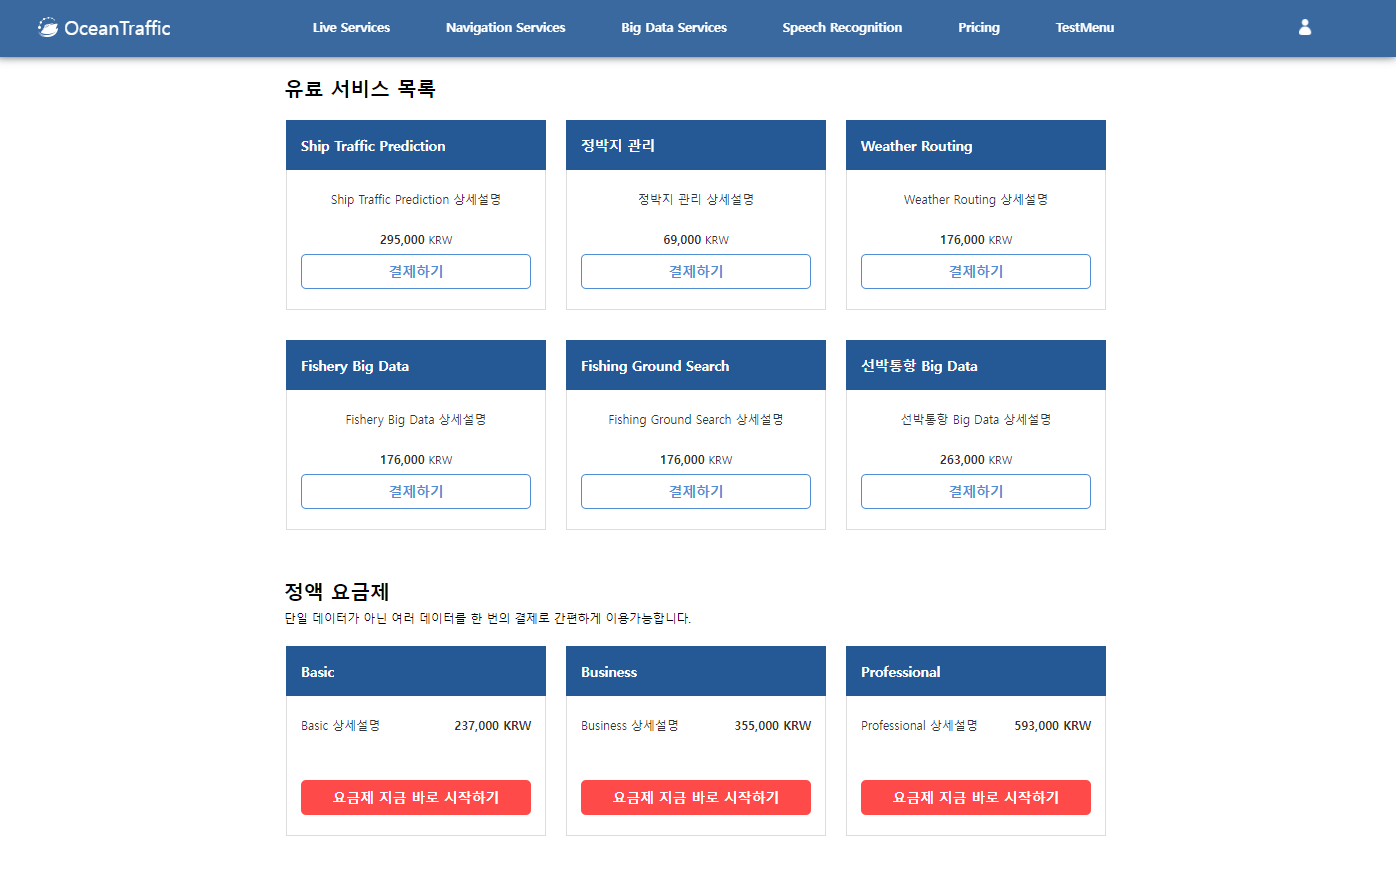 OceanTraffic
Live Services
Navigation Services
Big Data Services
Speech Recognition
Pricing
TestMenu
유료 서비스 목록
Ship Traffic Prediction
Ship Traffic Prediction 상세설명
295,000 KRW
결제하기
정박지 관리
정박지 관리 상세설명
69,000 KRW
결제하기
Weather Routing
Weather Routing 상세설명
176,000 KRW
결제하기
Fishery Big Data
Fishery Big Data 상세설명
176,000 KRW
결제하기
Fishing Ground Search
Fishing Ground Search 상세설명
176,000 KRW
결제하기
선박통항 Big Data
선박통항 Big Data 상세설명
263,000 KRW
결제하기
정액 요금제
단일 데이터가 아닌 여러 데이터를 한 번의 결제로 간편하게 이용가능합니다.
Basic
Basic 상세설명 237,000 KRW
요금제 지금 바로 시작하기
Business
Business 상세설명 355,000 KRW
요금제 지금 바로 시작하기
Professional
Professional 상세설명 593,000 KRW
요금제 지금 바로 시작하기